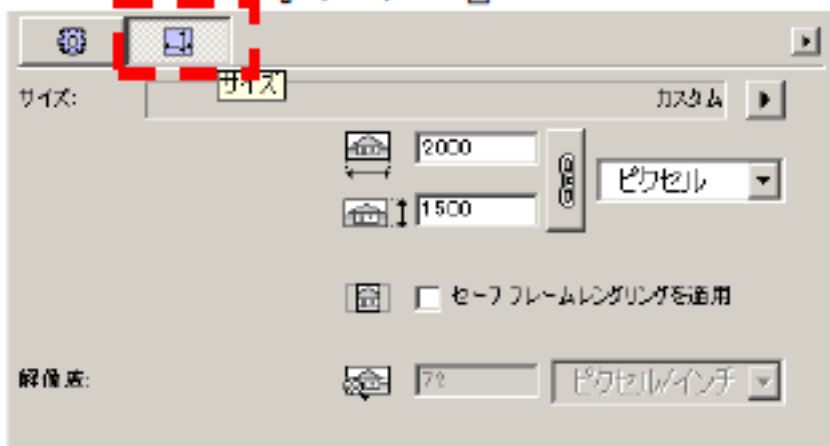 サイズ
サイズ: カスタム
2000
ピクセル
1500
セーフフレームレンダリングを適用
解像度: 72 ピクセル/インチ